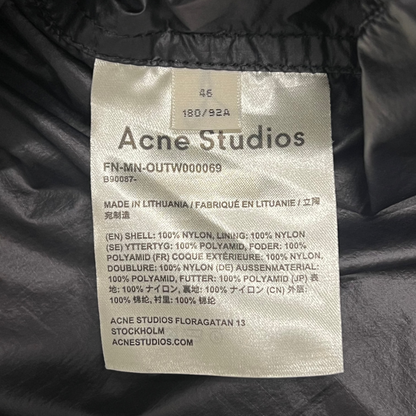 46
180/92A
Acne Studios
FN-MN-OUTW000069
B90087-
MADE IN LITHUANIA / FABRIQUÉ EN LITUANIE / 立陶
宛制造
(EN) SHELL: 100% NYLON, LINING: 100% NYLON
(SE) YTTERTYG: 100% POLYAMID, FODER: 100%
POLYAMID (FR) COQUE EXTÉRIEURE: 100% NYLON,
DOUBLURE: 100% NYLON (DE) AUSSENMATERIAL:
100% POLYAMID, FUTTER: 100% POLYAMID (JP) 表
地: 100% ナイロン, 裏地: 100% ナイロン (CN) 外层:
100% 锦纶, 衬里: 100% 锦纶
ACNE STUDIOS FLORAGATAN 13
STOCKHOLM
ACNESTUDIOS.COM